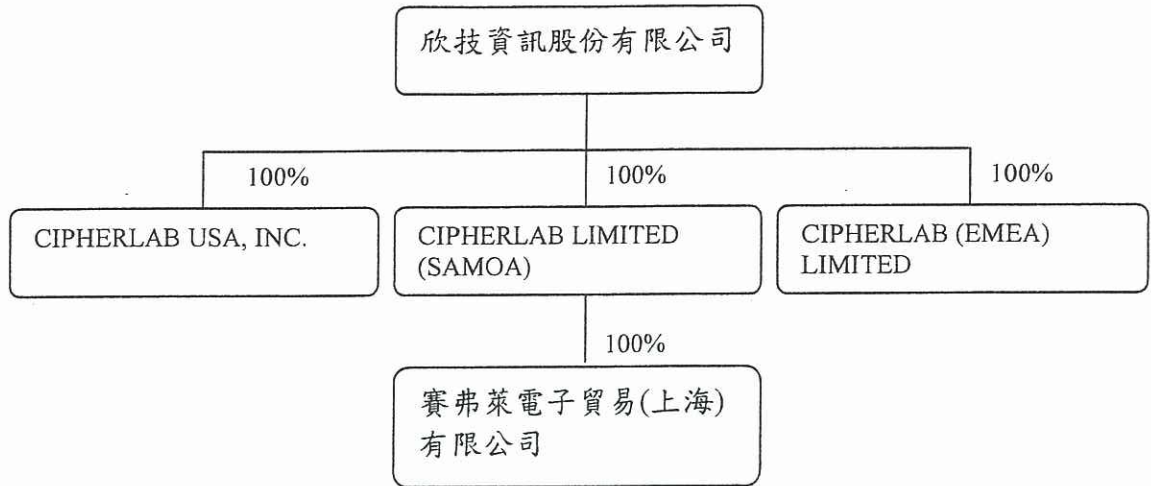 欣技資訊股份有限公司
100%
100%
100%
CIPHERLAB USA, INC.
CIPHERLAB LIMITED
(SAMOA)
CIPHERLAB (EMEA)
LIMITED
100%
賽弗萊電子貿易(上海)
有限公司